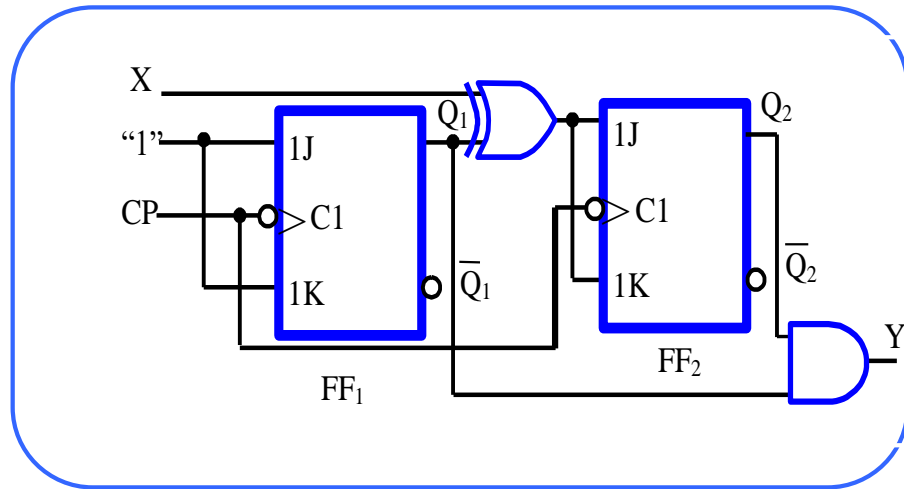 X
Q₁
Q₂
“1”
1J
1J
CP
C1
C1
Q̅₁
Q̅₂
1K
1K
Y
FF₁
FF₂